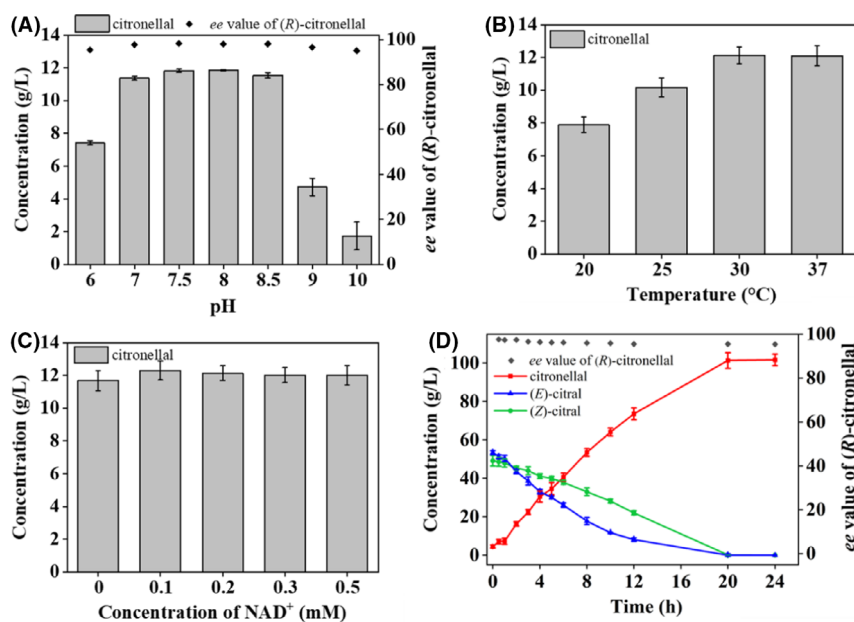 (A)
citronellal
ee value of (R)-citronellal
Concentration (g/L)
14
12
10
8
6
4
2
0
100
80
60
40
20
0
ee value of (R)-citronellal
6 7 7.5 8 8.5 9 10
pH
(B)
citronellal
Concentration (g/L)
14
12
10
8
6
4
2
0
20 25 30 37
Temperature (°C)
(C)
citronellal
Concentration (g/L)
14
12
10
8
6
4
2
0
0 0.1 0.2 0.3 0.5
Concentration of NAD+ (mM)
(D)
ee value of (R)-citronellal
citronellal
(E)-citral
(Z)-citral
Concentration (g/L)
100
80
60
40
20
0
100
80
60
40
20
0
ee value of (R)-citronellal
0 4 8 12 16 20 24
Time (h)